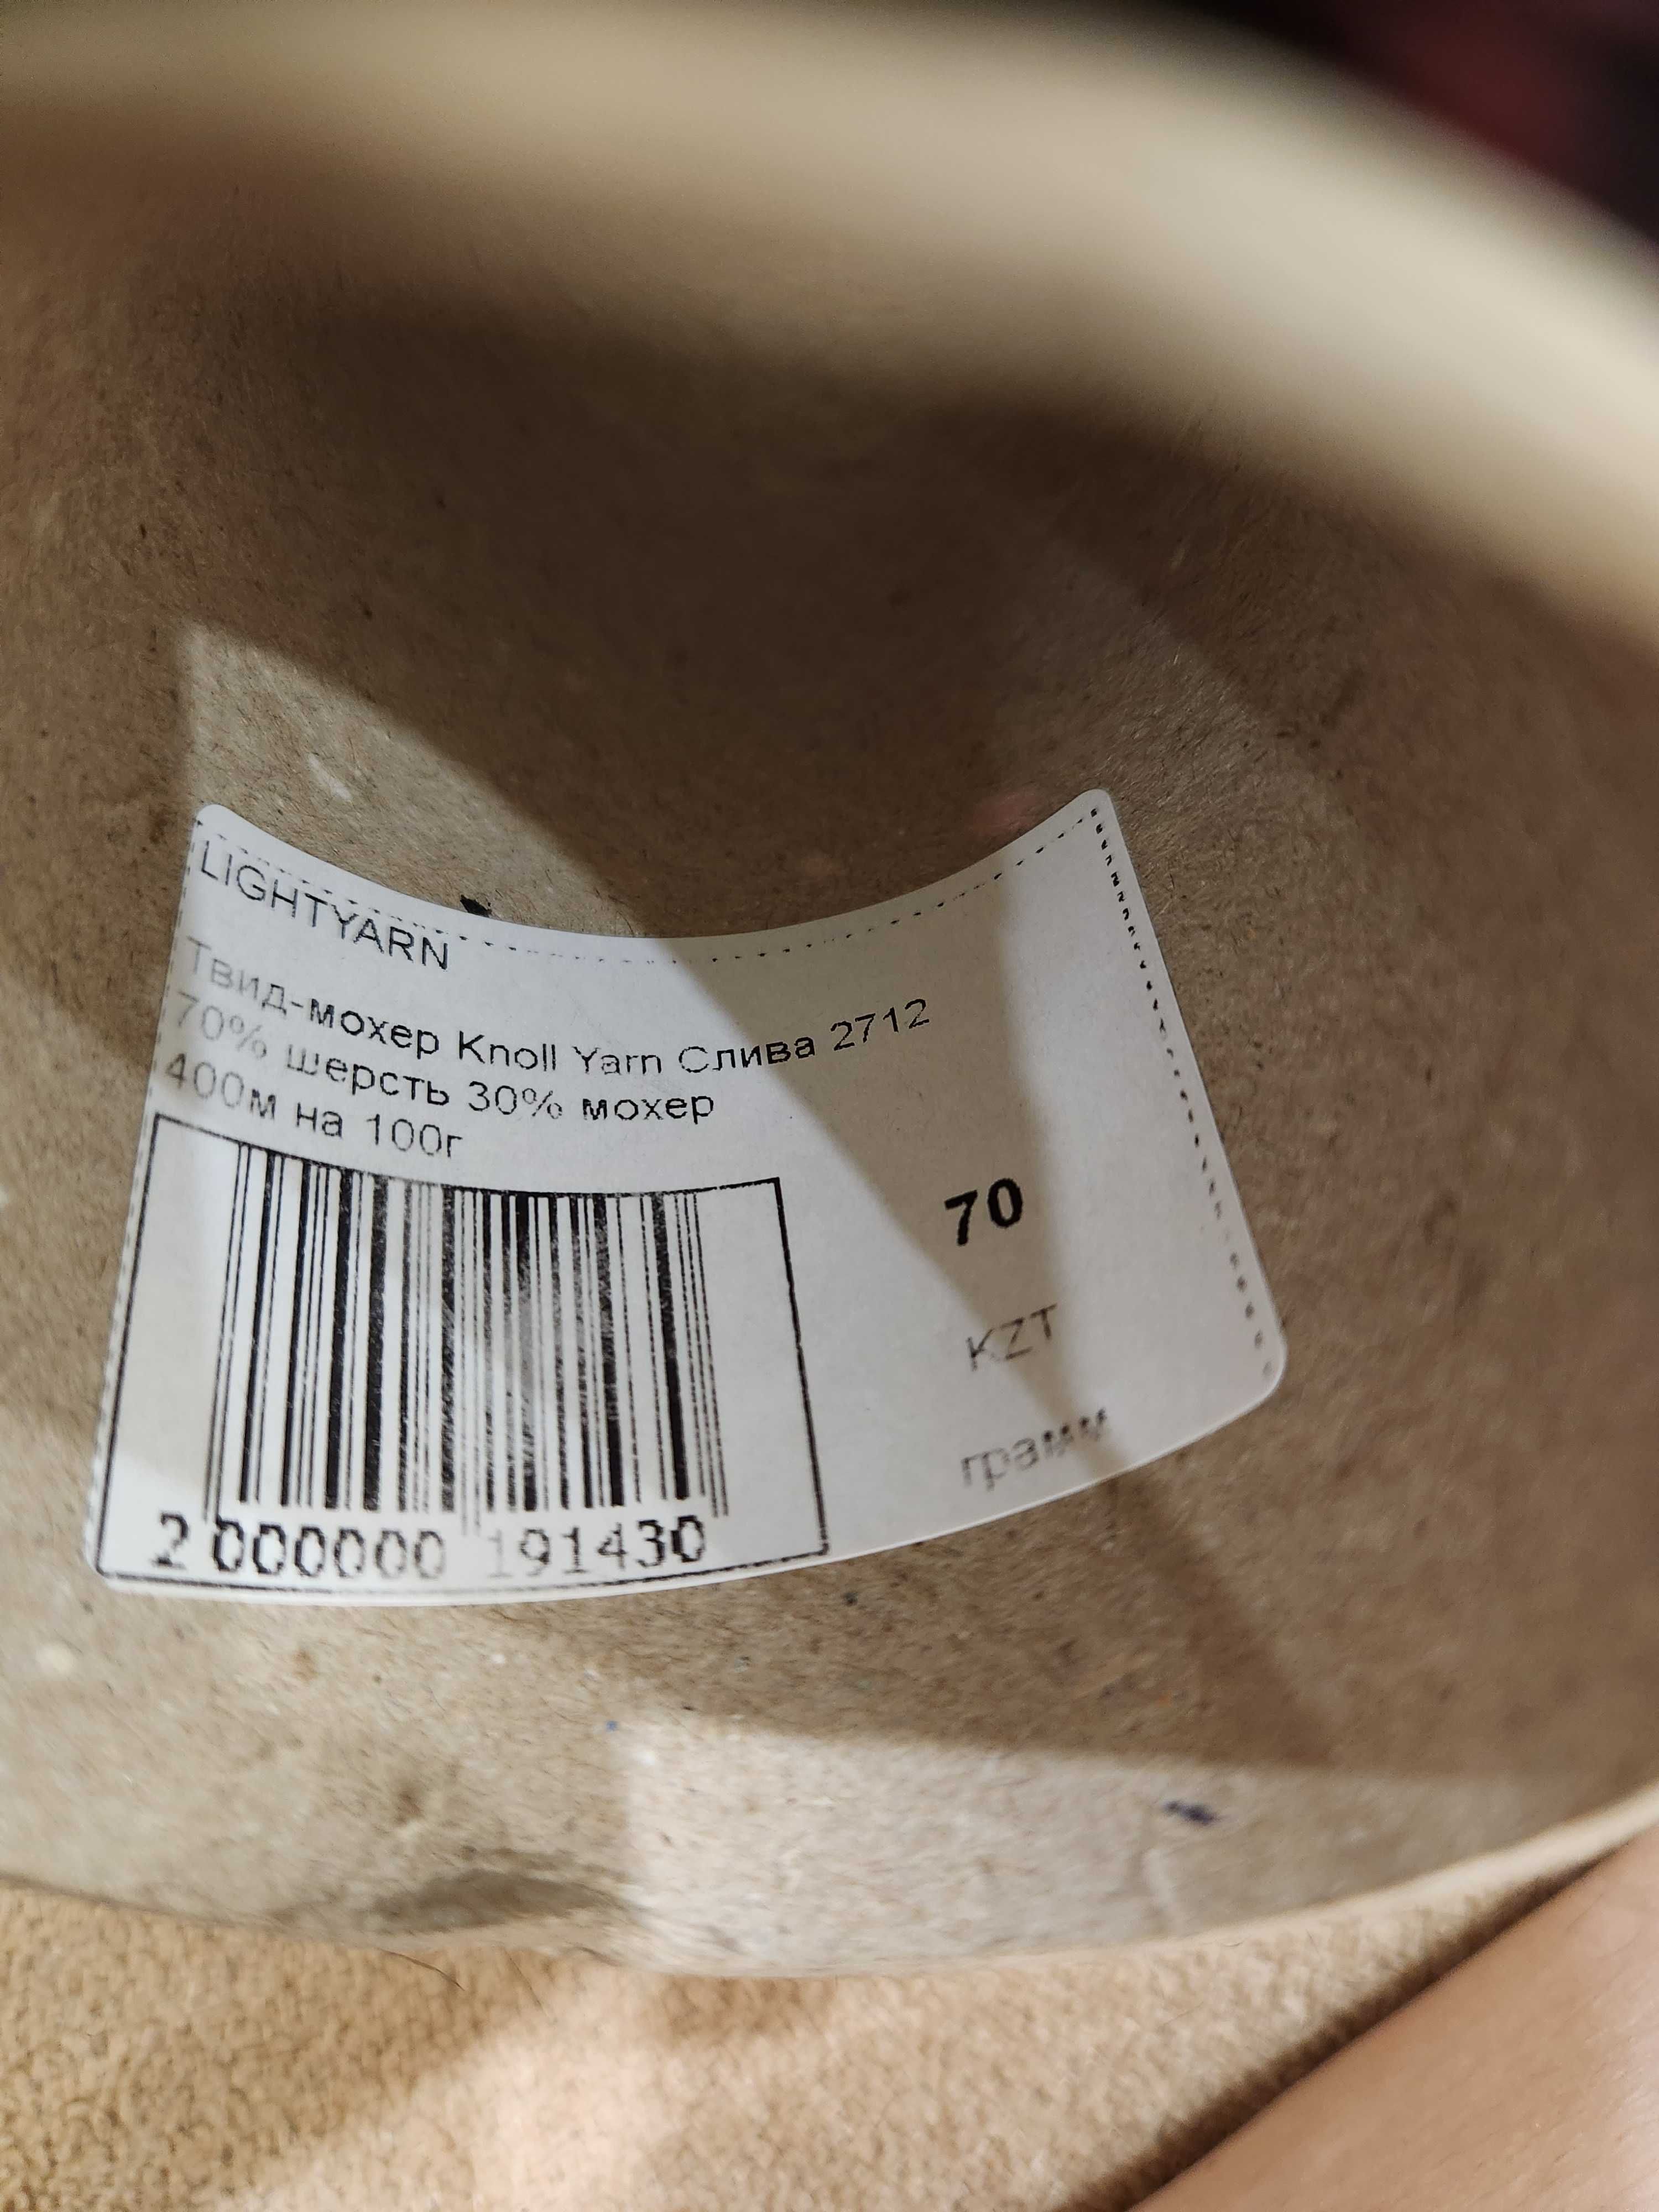 LIGHTYARN
Твид-мохер Knoll Yarn Слива 2712
70% шерсть 30% мохер
400м на 100г
70
KZT
грамм
2 000000 191430